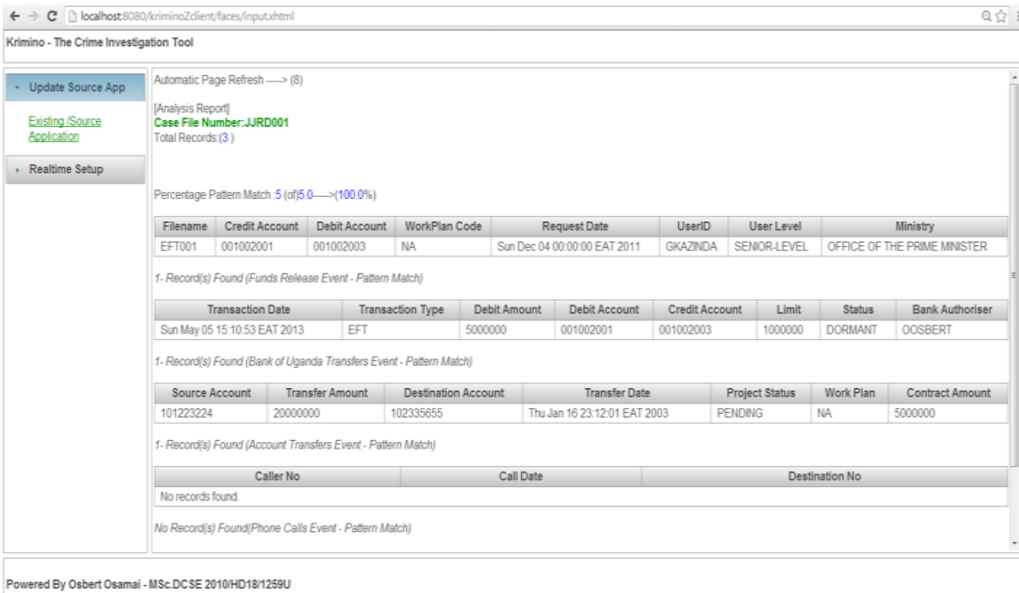 localhost:8080/krimino2client/faces/input.xhtml
Krimino - The Crime Investigation Tool
Update Source App
Existing /Source
Application
Realtime Setup
Automatic Page Refresh -----> (8)
[Analysis Report]
Case File Number:JJRD001
Total Records:(3 )
Percentage Pattern Match :5 (of)5.0----->(100.0%)
Filename Credit Account Debit Account WorkPlan Code Request Date UserID User Level Ministry
EFT001 001002001 001002003 NA Sun Dec 04 00:00:00 EAT 2011 GKAZINDA SENIOR-LEVEL OFFICE OF THE PRIME MINISTER
1- Record(s) Found (Funds Release Event - Pattern Match)
Transaction Date Transaction Type Debit Amount Debit Account Credit Account Limit Status Bank Authoriser
Sun May 05 15:10:53 EAT 2013 EFT 5000000 001002001 001002003 1000000 DORMANT OOSBERT
1- Record(s) Found (Bank of Uganda Transfers Event - Pattern Match)
Source Account Transfer Amount Destination Account Transfer Date Project Status Work Plan Contract Amount
101223224 20000000 102335655 Thu Jan 16 23:12:01 EAT 2003 PENDING NA 5000000
1- Record(s) Found (Account Transfers Event - Pattern Match)
Caller No Call Date Destination No
No records found.
No Record(s) Found(Phone Calls Event - Pattern Match)
Powered By Osbert Osamai - MSc.DCSE 2010/HD18/1259U